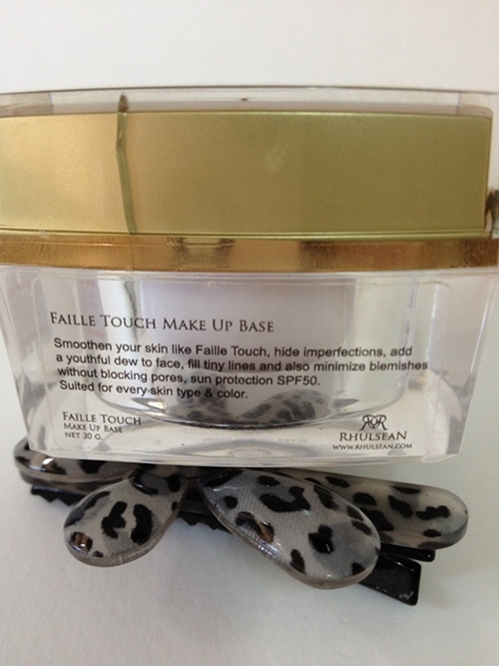 Faille Touch Make Up Base
Smoothen your skin like Faille Touch, hide imperfections, add
a youthful dew to face, fill tiny lines and also minimize blemishes
without blocking pores, sun protection SPF50.
Suited for every skin type & color.
Faille Touch
Make Up Base
Net 30 G.
Rhulsean
www.rhulsean.com